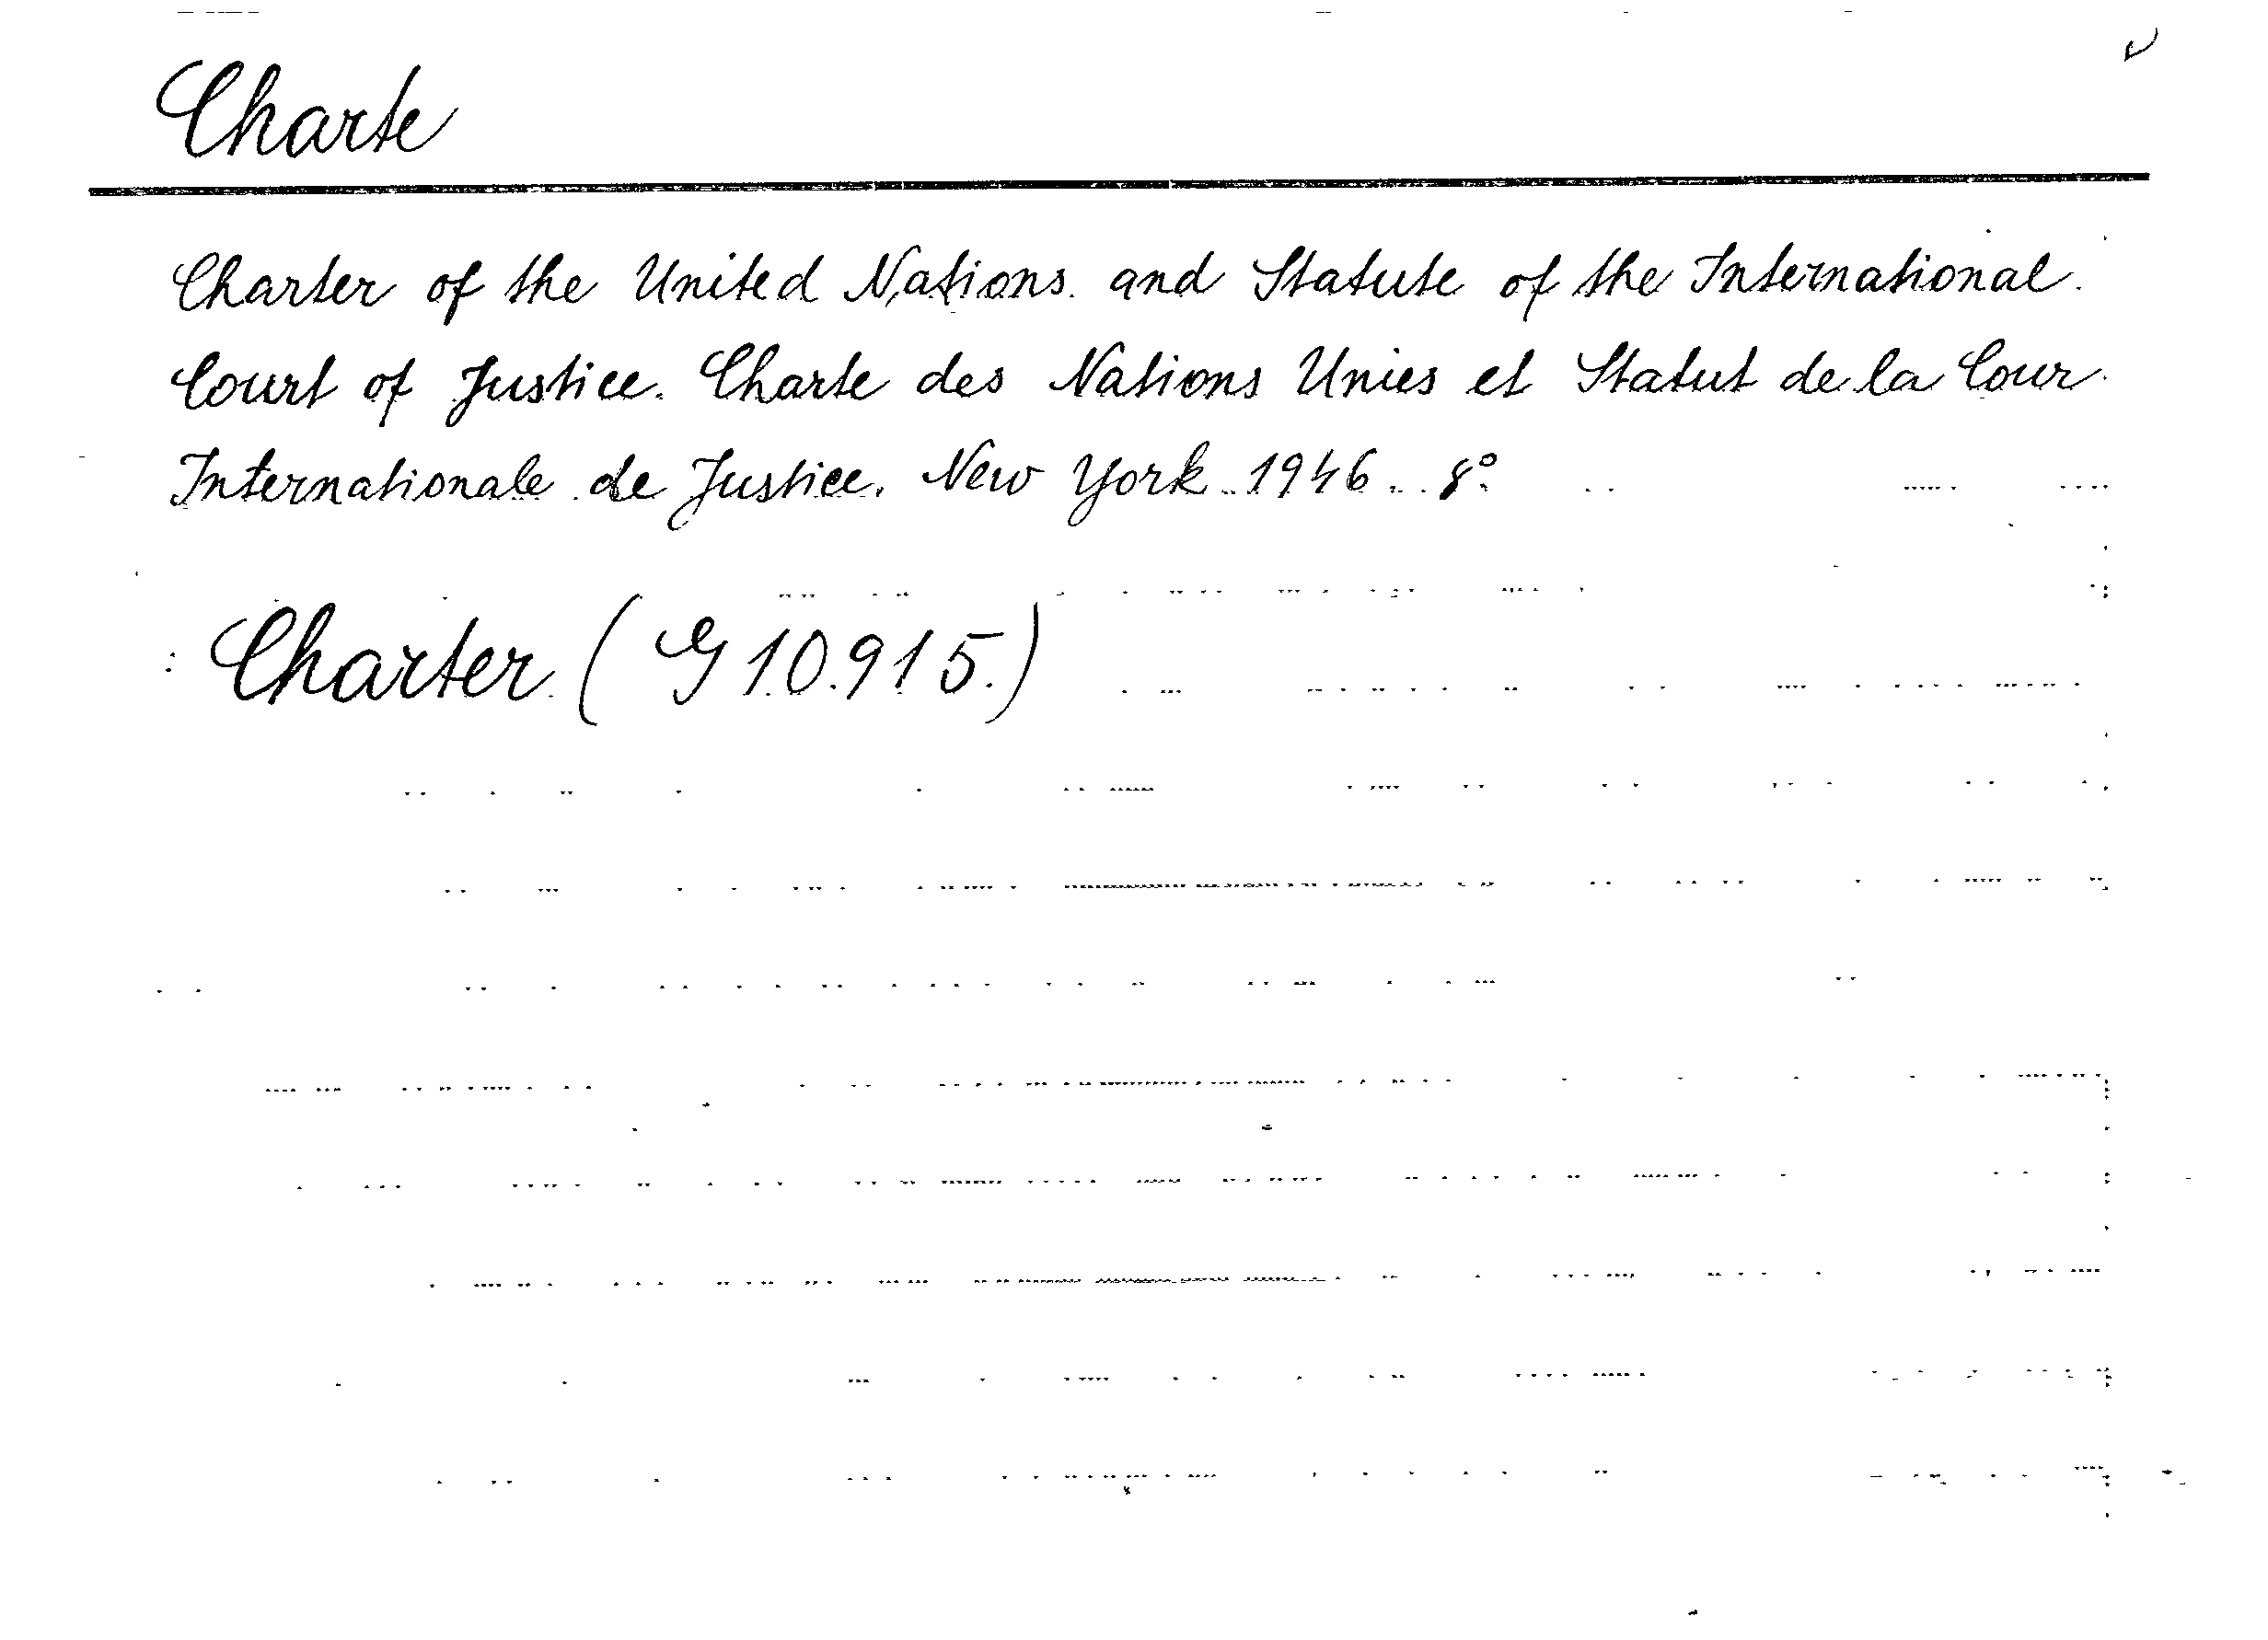 Charte
Charter of the United Nations and Statute of the International
Court of Justice. Charte des Nations Unies et Statut de la Cour
Internationale de Justice. New York 1946. 8°
Charter (G 10.915.)